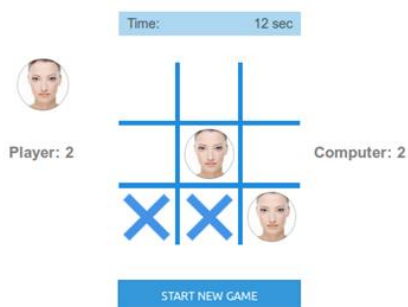 Time: 12 sec
Player: 2
Computer: 2
START NEW GAME